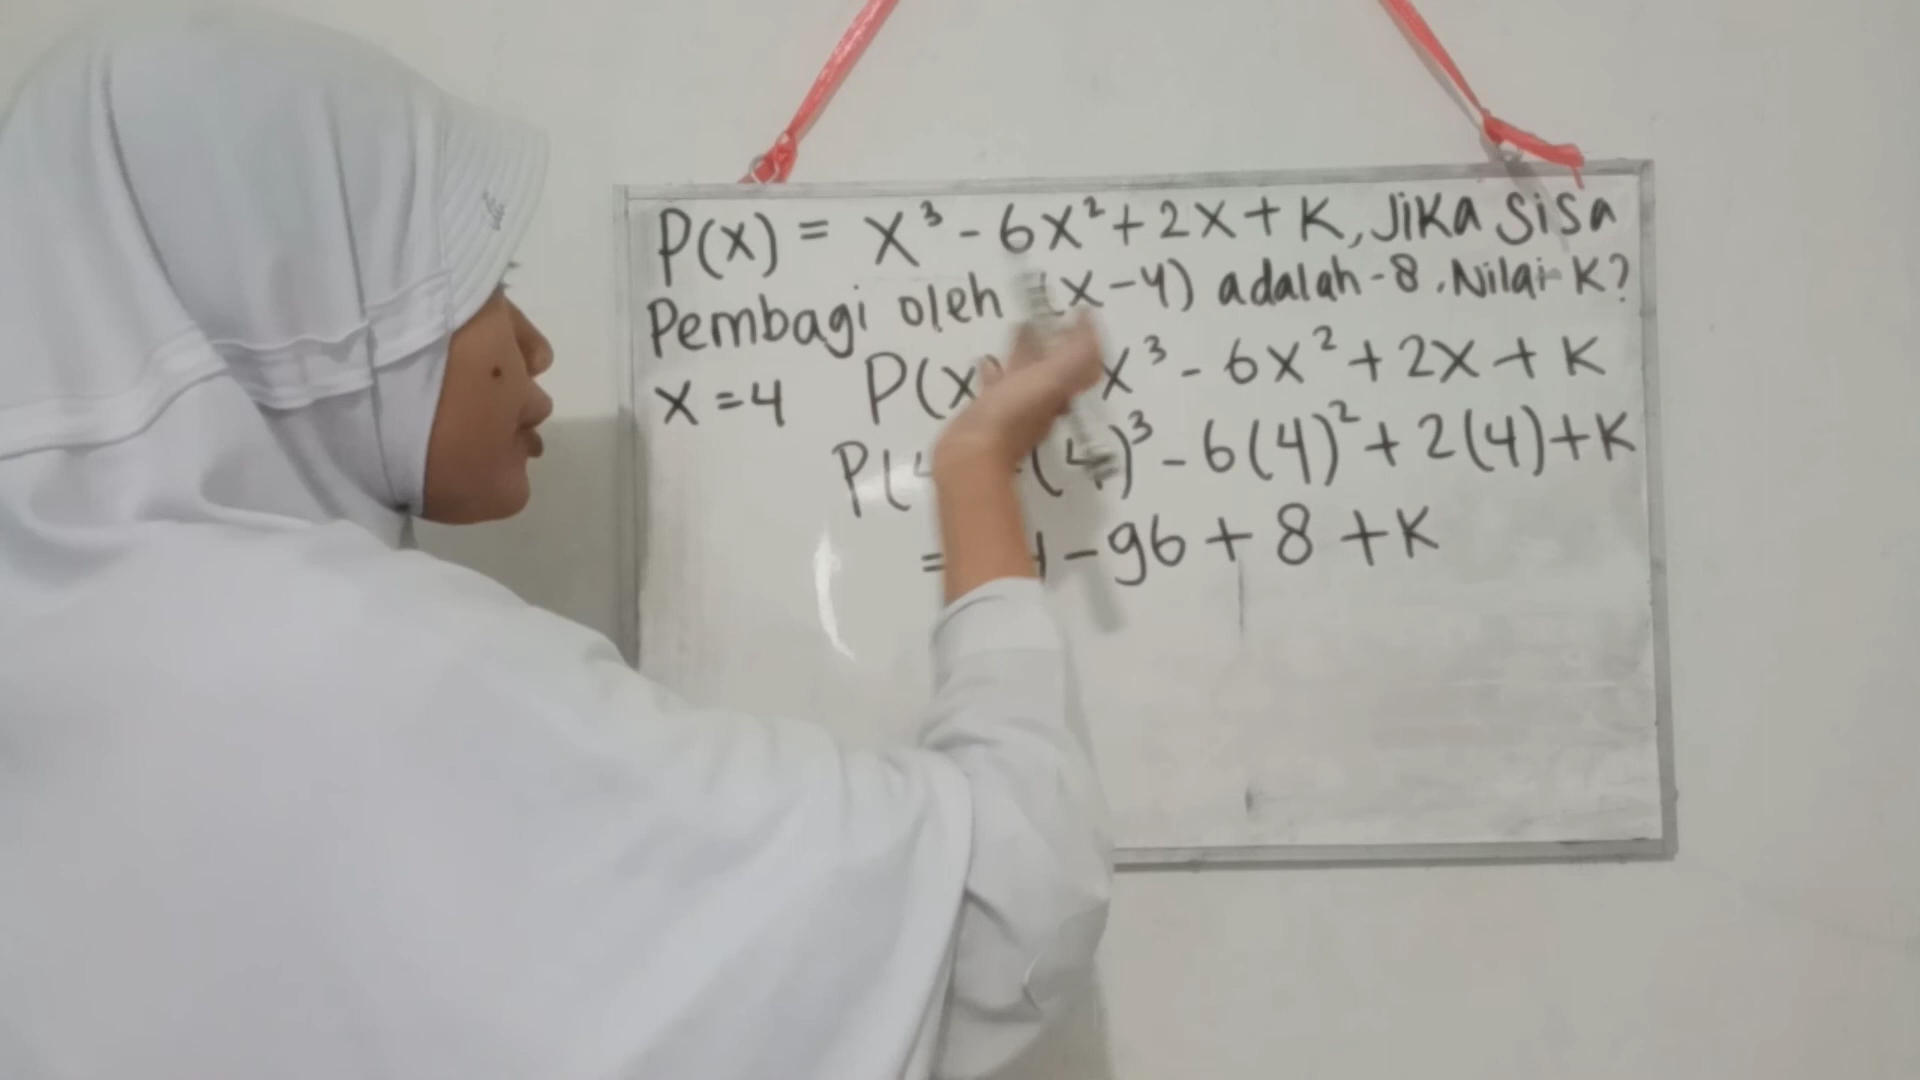 P(x) = x³ - 6x² + 2x + K, Jika Sisa
Pembagi oleh (x-4) adalah -8. Nilai K?
x = 4 P(x) x³ - 6x² + 2x + K
P(4 (4)³ - 6(4)² + 2(4) + K
= - 96 + 8 + K